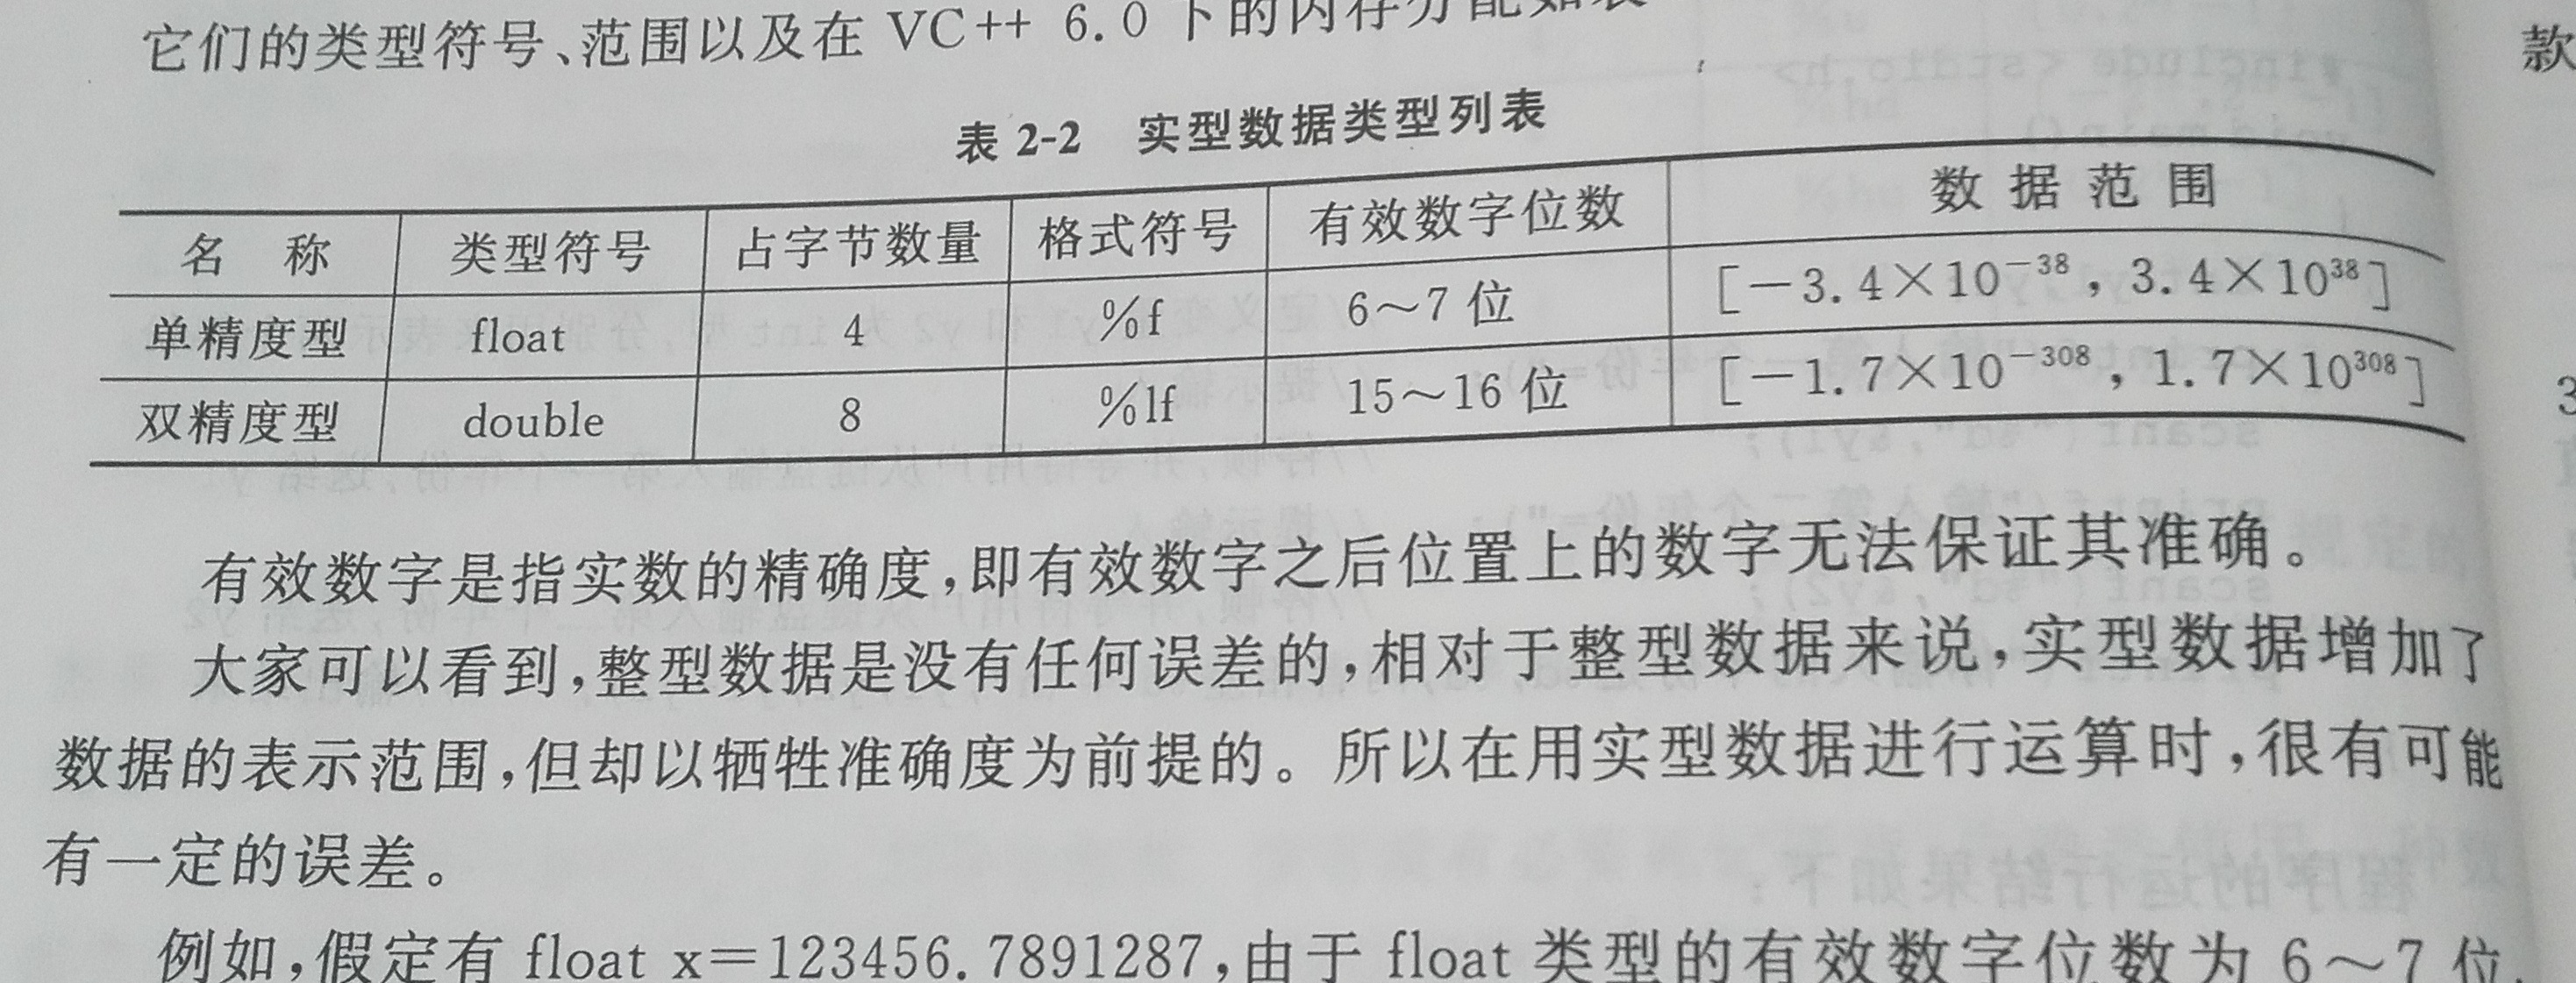 它们的类型符号、范围以及在 VC++ 6.0 下的内存分配如表
表 2-2 实型数据类型列表
名 称 类型符号 占字节数量 格式符号 有效数字位数 数据范围
单精度型 float 4 %f 6～7 位 [－3.4×10⁻³⁸, 3.4×10³⁸]
双精度型 double 8 %lf 15～16 位 [－1.7×10⁻³⁰⁸, 1.7×10³⁰⁸]
有效数字是指实数的精确度,即有效数字之后位置上的数字无法保证其准确。
大家可以看到,整型数据是没有任何误差的,相对于整型数据来说,实型数据增加了
数据的表示范围,但却以牺牲准确度为前提的。所以在用实型数据进行运算时,很有可能
有一定的误差。
例如,假定有 float x=123456.7891287,由于 float 类型的有效数字位数为 6～7 位,
款
3